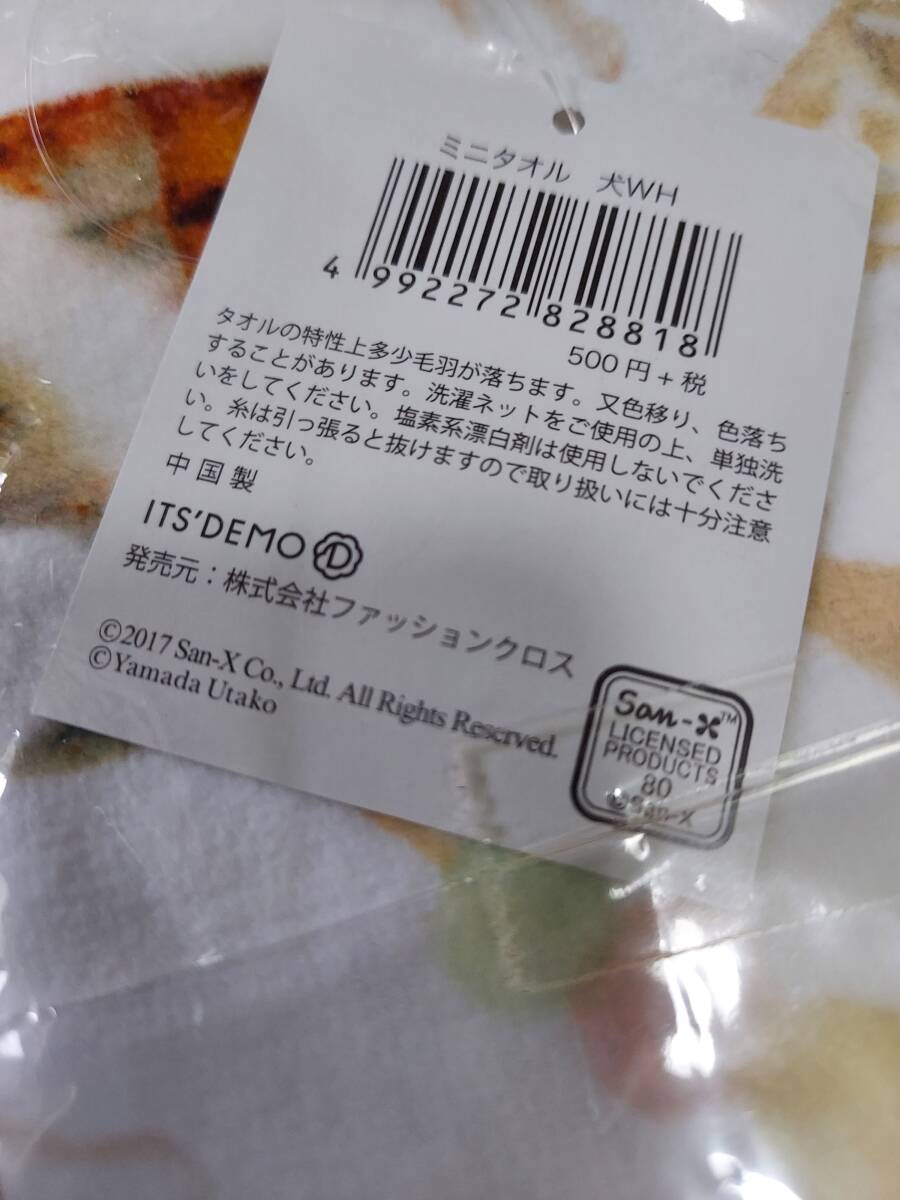 ミニタオル 犬WH
4 992272 828818
500円+税
タオルの特性上多少毛羽が落ちます。又色移り、色落ち
することがあります。洗濯ネットをご使用の上、単独洗
いをしてください。塩素系漂白剤は使用しないでくださ
い。糸は引っ張ると抜けますので取り扱いには十分注意
してください。
中国製
ITS'DEMO D
発売元:株式会社ファッションクロス
©2017 San-X Co., Ltd. All Rights Reserved.
©Yamada Utako
San-x™
LICENSED
PRODUCTS
80
©San-X